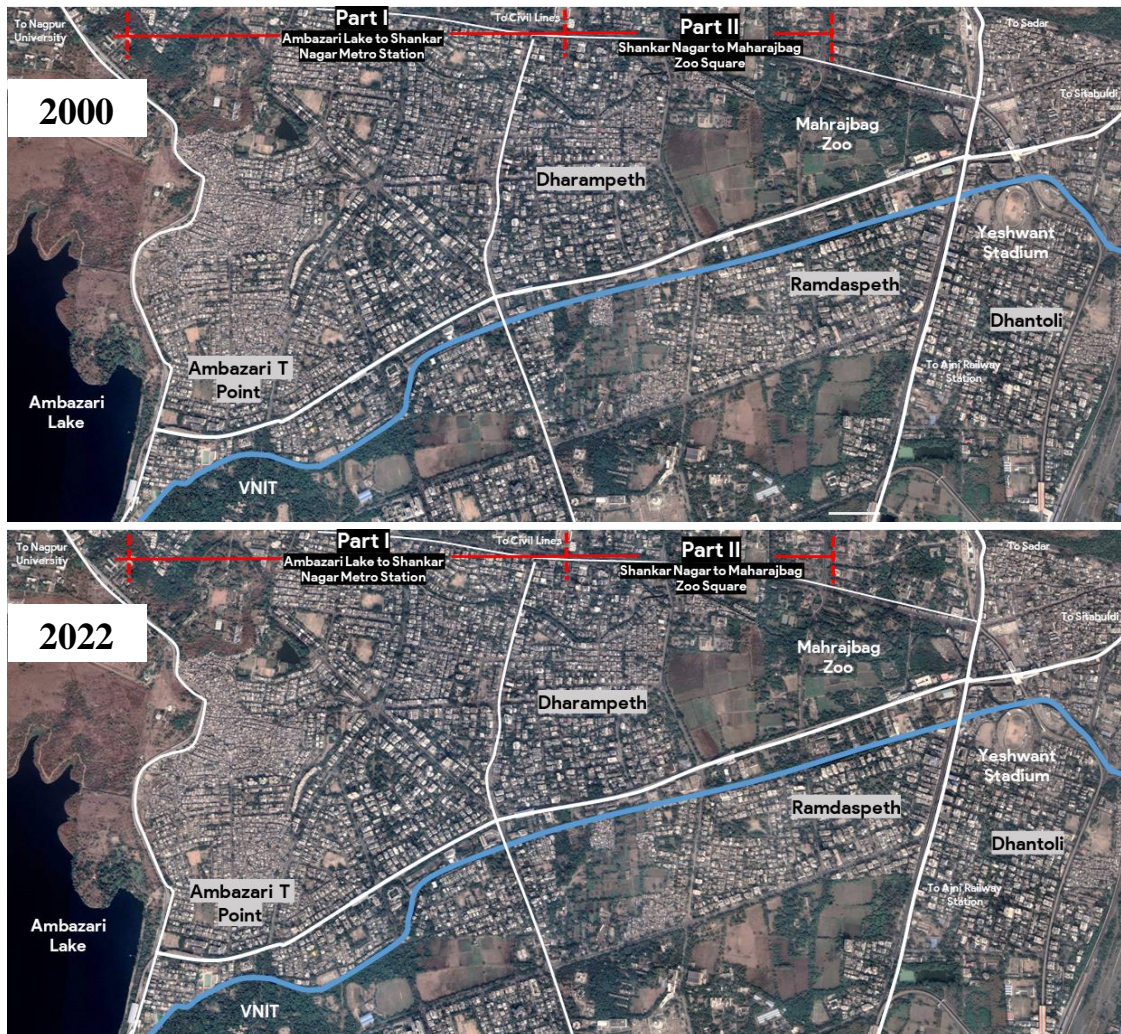 Part I
To Civil Lines
To Nagpur
University
Ambazari Lake to Shankar
Nagar Metro Station
Part II
Shankar Nagar to Maharajbag
Zoo Square
To Sadar
2000
To Sitabuldi
Mahrajbag
Zoo
Dharampeth
Yeshwant
Stadium
Ramdaspeth
Dhantoli
Ambazari T
Point
To Ajni Railway
Station
Ambazari
Lake
VNIT
Part I
To Civil Lines
To Nagpur
University
Ambazari Lake to Shankar
Nagar Metro Station
Part II
Shankar Nagar to Maharajbag
Zoo Square
To Sadar
2022
To Sitabuldi
Mahrajbag
Zoo
Dharampeth
Yeshwant
Stadium
Ramdaspeth
Dhantoli
Ambazari T
Point
To Ajni Railway
Station
Ambazari
Lake
VNIT